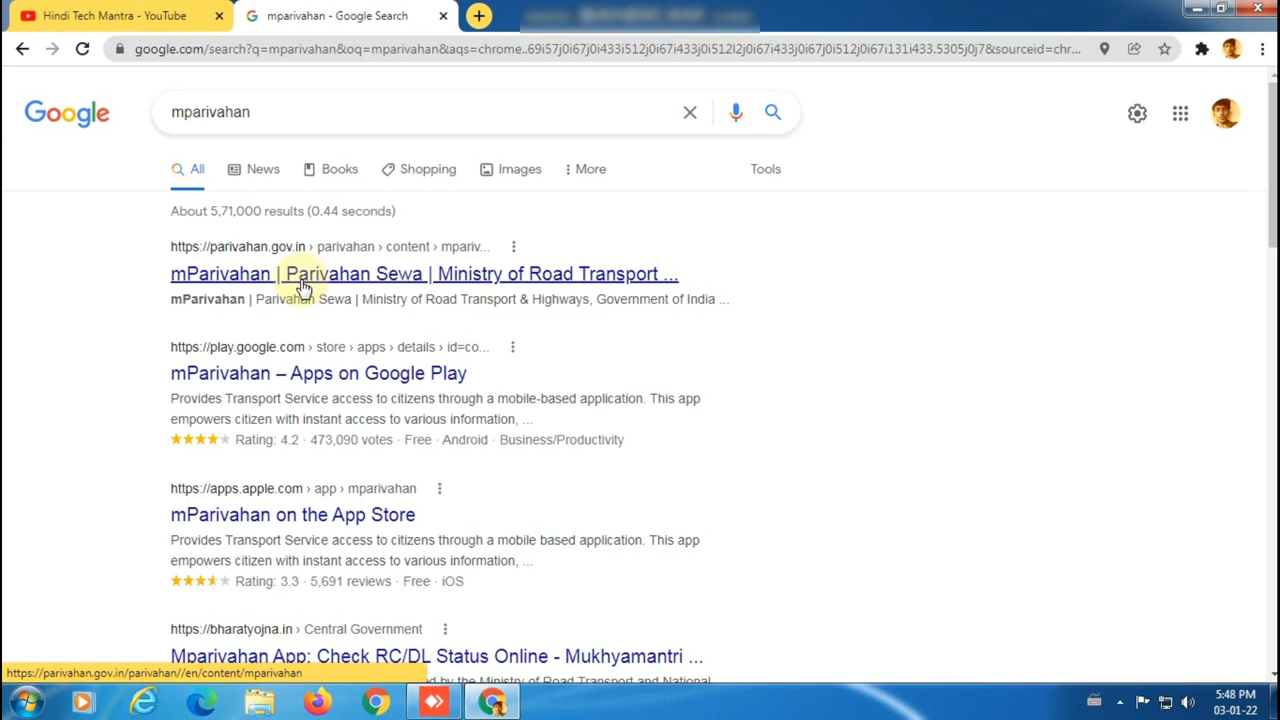 Hindi Tech Mantra - YouTube
mparivahan - Google Search
google.com/search?q=mparivahan&oq=mparivahan&aqs=chrome..69i57j0i67j0i433i512j0i67i433j0i512l2j0i67i433j0i67j0i512j0i67i131i433.5305j0j7&sourceid=chr...
Google
mparivahan
All
News
Books
Shopping
Images
More
Tools
About 5,71,000 results (0.44 seconds)
https://parivahan.gov.in › parivahan › content › mpariv...
mParivahan | Parivahan Sewa | Ministry of Road Transport ...
mParivahan | Parivahan Sewa | Ministry of Road Transport & Highways, Government of India ...
https://play.google.com › store › apps › details › id=co...
mParivahan – Apps on Google Play
Provides Transport Service access to citizens through a mobile-based application. This app
empowers citizen with instant access to various information, ...
Rating: 4.2 · 473,090 votes · Free · Android · Business/Productivity
https://apps.apple.com › app › mparivahan
mParivahan on the App Store
Provides Transport Service access to citizens through a mobile based application. This app
empowers citizen with instant access to various information, ...
Rating: 3.3 · 5,691 reviews · Free · iOS
https://bharatyojna.in › Central Government
Mparivahan App: Check RC/DL Status Online - Mukhyamantri ...
by the Ministry of Road Transport and National
https://parivahan.gov.in/parivahan//en/content/mparivahan
5:48 PM
03-01-22